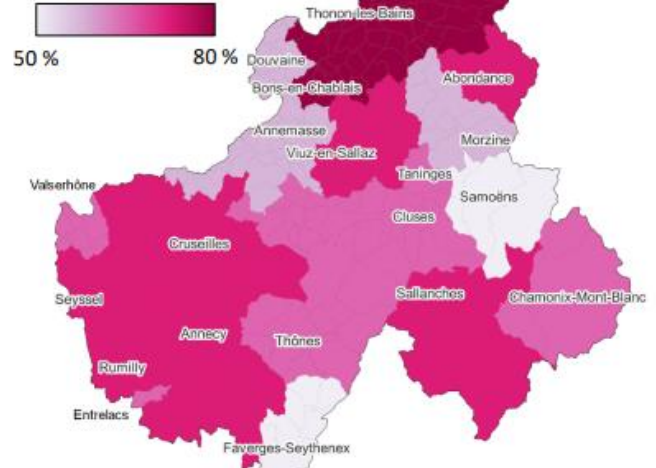 Thonon-les-Bains
50 %
80 %
Douvaine
Abondance
Bons-en-Chablais
Annemasse
Morzine
Viuz-en-Sallaz
Taninges
Valserhône
Samoëns
Cluses
Cruseilles
Sallanches
Chamonix-Mont-Blanc
Seyssel
Annecy
Thônes
Rumilly
Entrelacs
Faverges-Seythenex